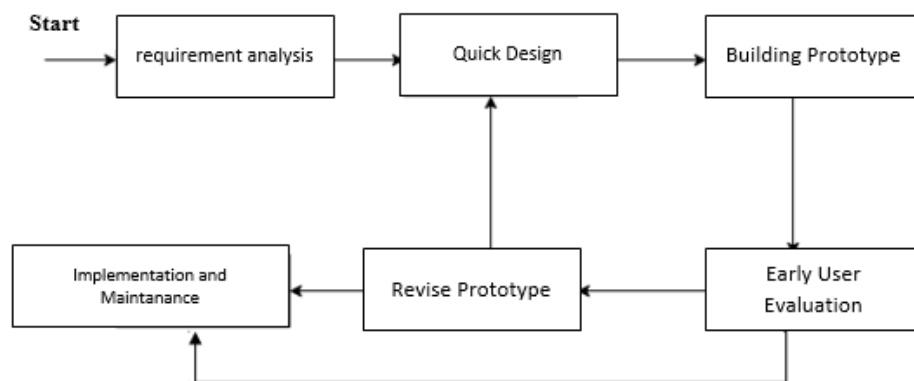 Start
requirement analysis
Quick Design
Building Prototype
Implementation and
Maintanance
Revise Prototype
Early User
Evaluation